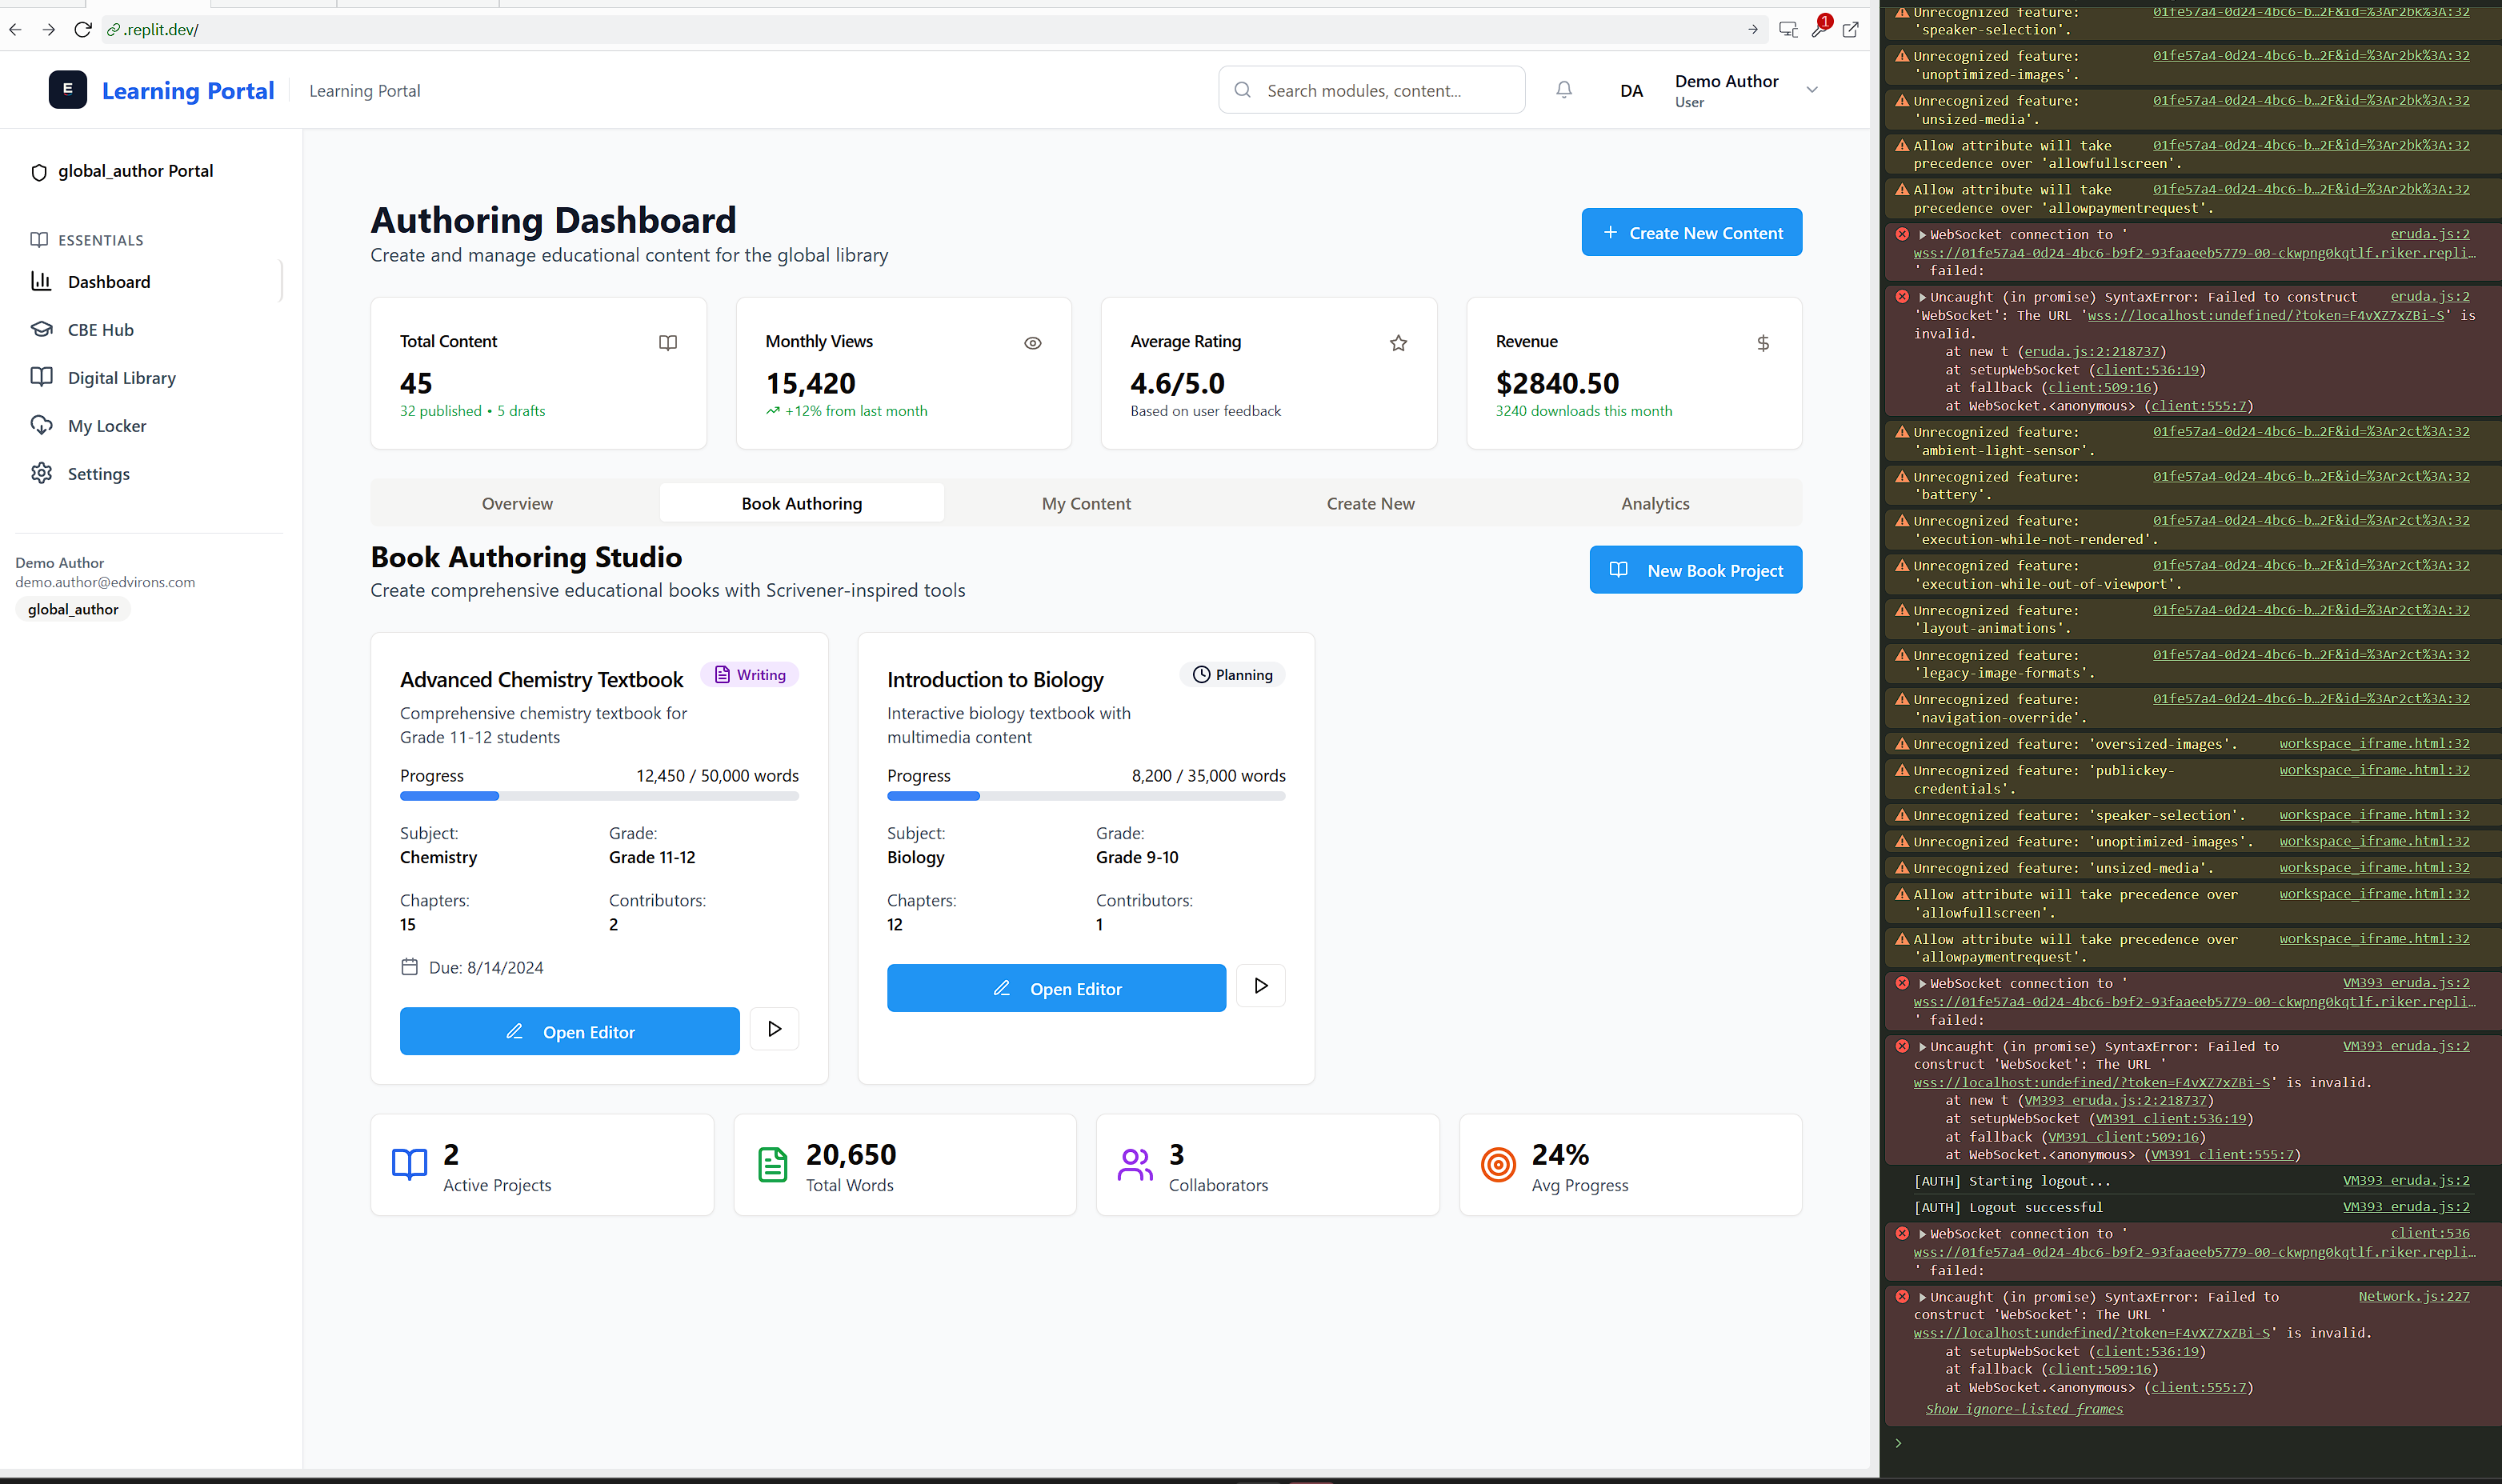 .replit.dev/
1
E
Learning Portal
Learning Portal
Search modules, content...
DA
Demo Author
User
global_author Portal
ESSENTIALS
Dashboard
CBE Hub
Digital Library
My Locker
Settings
Demo Author
demo.author@edvirons.com
global_author
Authoring Dashboard
Create and manage educational content for the global library
Create New Content
Total Content
45
32 published • 5 drafts
Monthly Views
15,420
+12% from last month
Average Rating
4.6/5.0
Based on user feedback
Revenue
$2840.50
3240 downloads this month
Overview
Book Authoring
My Content
Create New
Analytics
Book Authoring Studio
Create comprehensive educational books with Scrivener-inspired tools
New Book Project
Advanced Chemistry Textbook
Writing
Comprehensive chemistry textbook for
Grade 11-12 students
Progress
12,450 / 50,000 words
Subject:
Chemistry
Grade:
Grade 11-12
Chapters:
15
Contributors:
2
Due: 8/14/2024
Open Editor
Introduction to Biology
Planning
Interactive biology textbook with
multimedia content
Progress
8,200 / 35,000 words
Subject:
Biology
Grade:
Grade 9-10
Chapters:
12
Contributors:
1
Open Editor
2
Active Projects
20,650
Total Words
3
Collaborators
24%
Avg Progress
Unrecognized feature: 01fe57a4-0d24-4bc6-b…2F&id=%3Ar2bk%3A:32
'speaker-selection'.
Unrecognized feature: 01fe57a4-0d24-4bc6-b…2F&id=%3Ar2bk%3A:32
'unoptimized-images'.
Unrecognized feature: 01fe57a4-0d24-4bc6-b…2F&id=%3Ar2bk%3A:32
'unsized-media'.
Allow attribute will take 01fe57a4-0d24-4bc6-b…2F&id=%3Ar2bk%3A:32
precedence over 'allowfullscreen'.
Allow attribute will take 01fe57a4-0d24-4bc6-b…2F&id=%3Ar2bk%3A:32
precedence over 'allowpaymentrequest'.
WebSocket connection to ' eruda.js:2
wss://01fe57a4-0d24-4bc6-b9f2-93faaeeb5779-00-ckwpng0kqtlf.riker.repli…
' failed:
Uncaught (in promise) SyntaxError: Failed to construct eruda.js:2
'WebSocket': The URL 'wss://localhost:undefined/?token=F4vXZ7xZBi-S' is
invalid.
at new t (eruda.js:2:218737)
at setupWebSocket (client:536:19)
at fallback (client:509:16)
at WebSocket.<anonymous> (client:555:7)
Unrecognized feature: 01fe57a4-0d24-4bc6-b…2F&id=%3Ar2ct%3A:32
'ambient-light-sensor'.
Unrecognized feature: 01fe57a4-0d24-4bc6-b…2F&id=%3Ar2ct%3A:32
'battery'.
Unrecognized feature: 01fe57a4-0d24-4bc6-b…2F&id=%3Ar2ct%3A:32
'execution-while-not-rendered'.
Unrecognized feature: 01fe57a4-0d24-4bc6-b…2F&id=%3Ar2ct%3A:32
'execution-while-out-of-viewport'.
Unrecognized feature: 01fe57a4-0d24-4bc6-b…2F&id=%3Ar2ct%3A:32
'layout-animations'.
Unrecognized feature: 01fe57a4-0d24-4bc6-b…2F&id=%3Ar2ct%3A:32
'legacy-image-formats'.
Unrecognized feature: 01fe57a4-0d24-4bc6-b…2F&id=%3Ar2ct%3A:32
'navigation-override'.
Unrecognized feature: 'oversized-images'. workspace_iframe.html:32
Unrecognized feature: 'publickey- workspace_iframe.html:32
credentials'.
Unrecognized feature: 'speaker-selection'. workspace_iframe.html:32
Unrecognized feature: 'unoptimized-images'. workspace_iframe.html:32
Unrecognized feature: 'unsized-media'. workspace_iframe.html:32
Allow attribute will take precedence over workspace_iframe.html:32
'allowfullscreen'.
Allow attribute will take precedence over workspace_iframe.html:32
'allowpaymentrequest'.
WebSocket connection to ' VM393 eruda.js:2
wss://01fe57a4-0d24-4bc6-b9f2-93faaeeb5779-00-ckwpng0kqtlf.riker.repli…
' failed:
Uncaught (in promise) SyntaxError: Failed to VM393 eruda.js:2
construct 'WebSocket': The URL '
wss://localhost:undefined/?token=F4vXZ7xZBi-S' is invalid.
at new t (VM393 eruda.js:2:218737)
at setupWebSocket (VM391 client:536:19)
at fallback (VM391 client:509:16)
at WebSocket.<anonymous> (VM391 client:555:7)
[AUTH] Starting logout... VM393 eruda.js:2
[AUTH] Logout successful VM393 eruda.js:2
WebSocket connection to ' client:536
wss://01fe57a4-0d24-4bc6-b9f2-93faaeeb5779-00-ckwpng0kqtlf.riker.repli…
' failed:
Uncaught (in promise) SyntaxError: Failed to Network.js:227
construct 'WebSocket': The URL '
wss://localhost:undefined/?token=F4vXZ7xZBi-S' is invalid.
at setupWebSocket (client:536:19)
at fallback (client:509:16)
at WebSocket.<anonymous> (client:555:7)
Show ignore-listed frames